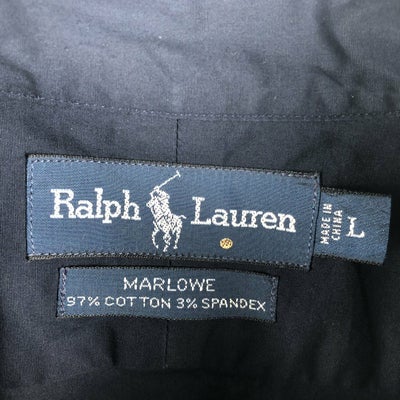 Ralph Lauren
MADE IN
CHINA
L
MARLOWE
97% COTTON 3% SPANDEX